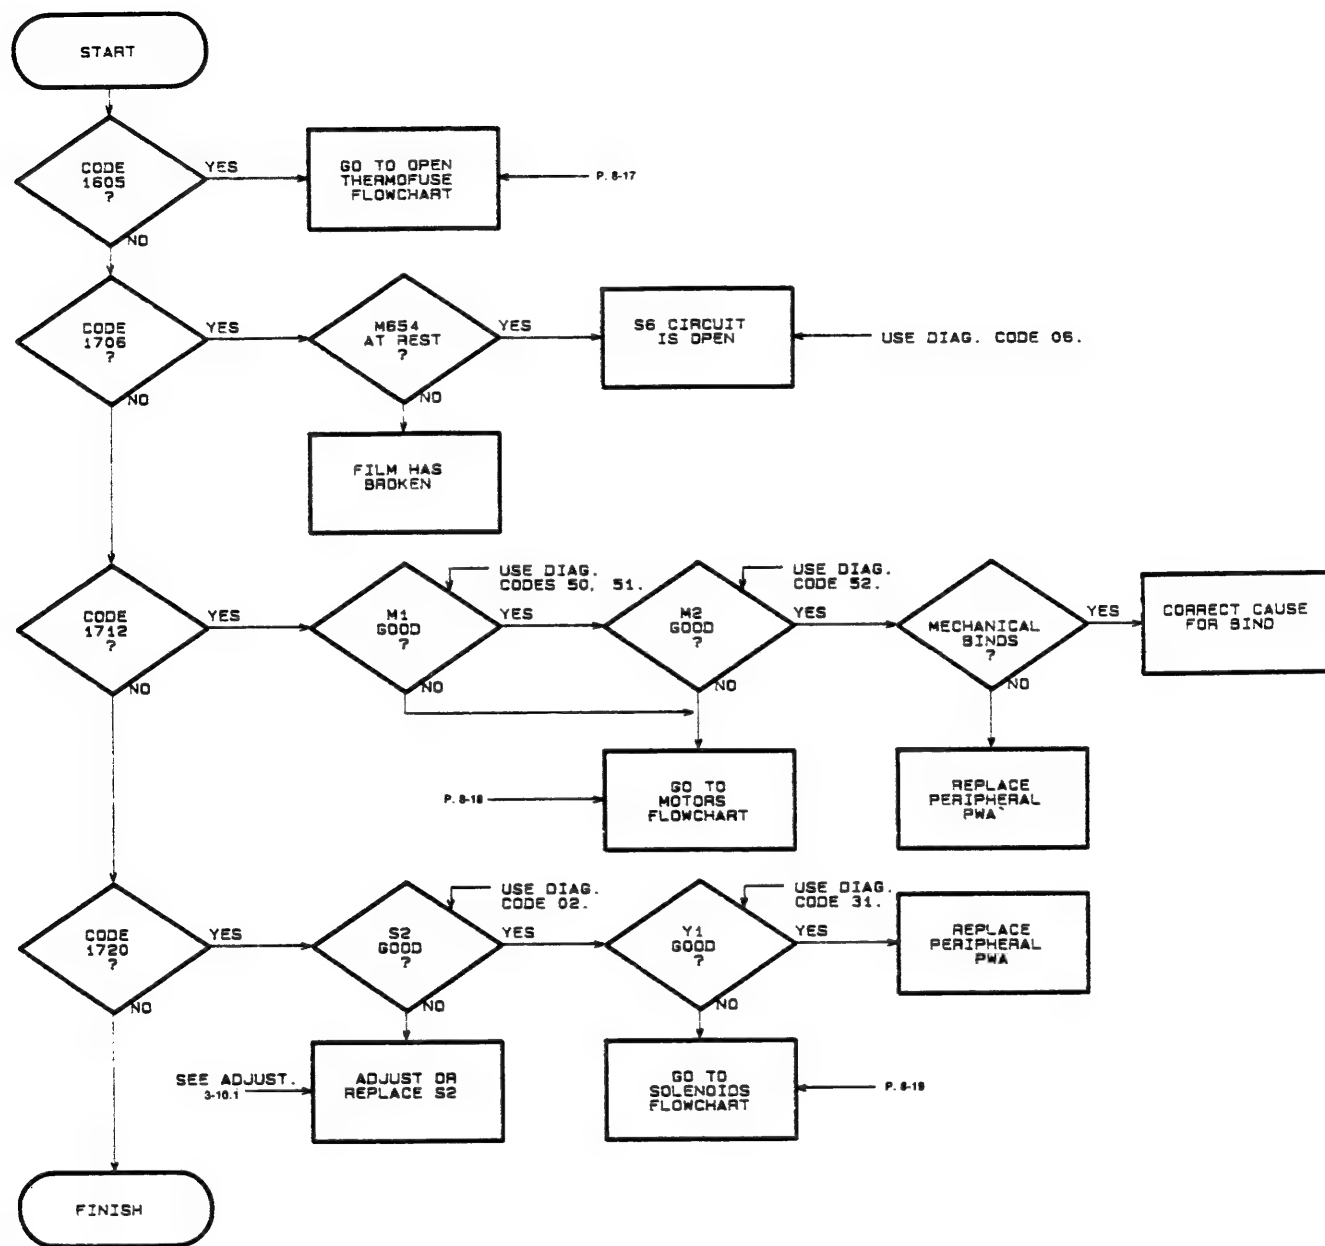 START
CODE
1605
?
YES
NO
GO TO OPEN
THERMOFUSE
FLOWCHART
P. 8-17
CODE
1706
?
YES
NO
M654
AT REST
?
YES
NO
S6 CIRCUIT
IS OPEN
USE DIAG. CODE 06.
FILM HAS
BROKEN
CODE
1712
?
YES
NO
M1
GOOD
?
USE DIAG.
CODES 50, 51.
YES
NO
M2
GOOD
?
USE DIAG.
CODE 52.
YES
NO
MECHANICAL
BINDS
?
YES
NO
CORRECT CAUSE
FOR BIND
P. 8-18
GO TO
MOTORS
FLOWCHART
REPLACE
PERIPHERAL
PWA
CODE
1720
?
YES
NO
S2
GOOD
?
USE DIAG.
CODE 02.
YES
NO
Y1
GOOD
?
USE DIAG.
CODE 31.
YES
NO
REPLACE
PERIPHERAL
PWA
SEE ADJUST.
3-10.1
ADJUST OR
REPLACE S2
GO TO
SOLENOIDS
FLOWCHART
P. 8-19
FINISH